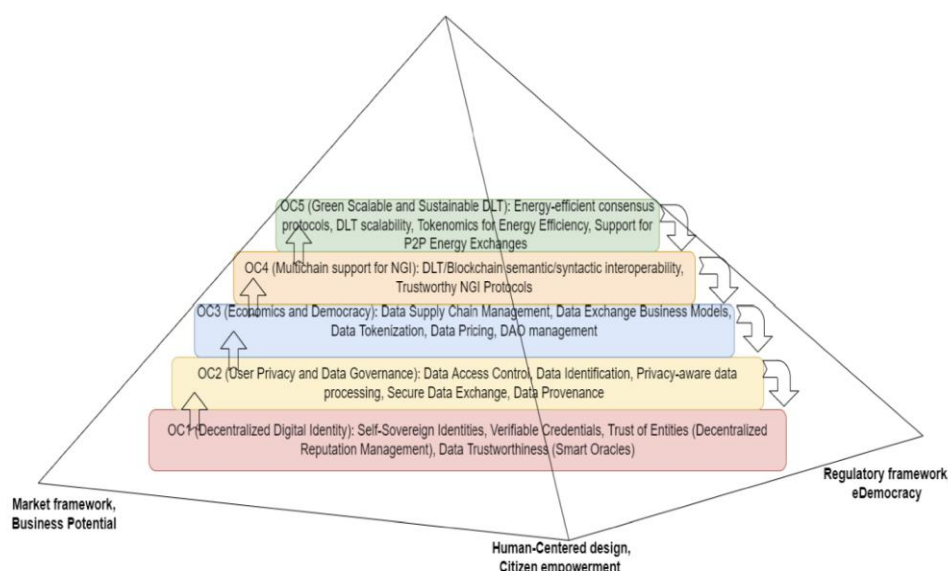 OC5 (Green Scalable and Sustainable DLT): Energy-efficient consensus
protocols, DLT scalability, Tokenomics for Energy Efficiency, Support for
P2P Energy Exchanges
OC4 (Multichain support for NGI): DLT/Blockchain semantic/syntactic interoperability,
Trustworthy NGI Protocols
OC3 (Economics and Democracy): Data Supply Chain Management, Data Exchange Business Models,
Data Tokenization, Data Pricing, DAO management
OC2 (User Privacy and Data Governance): Data Access Control, Data Identification, Privacy-aware data
processing, Secure Data Exchange, Data Provenance
OC1 (Decentralized Digital Identity): Self-Sovereign Identities, Verifiable Credentials, Trust of Entities (Decentralized
Reputation Management), Data Trustworthiness (Smart Oracles)
Market framework,
Business Potential
Human-Centered design,
Citizen empowerment
Regulatory framework
eDemocracy